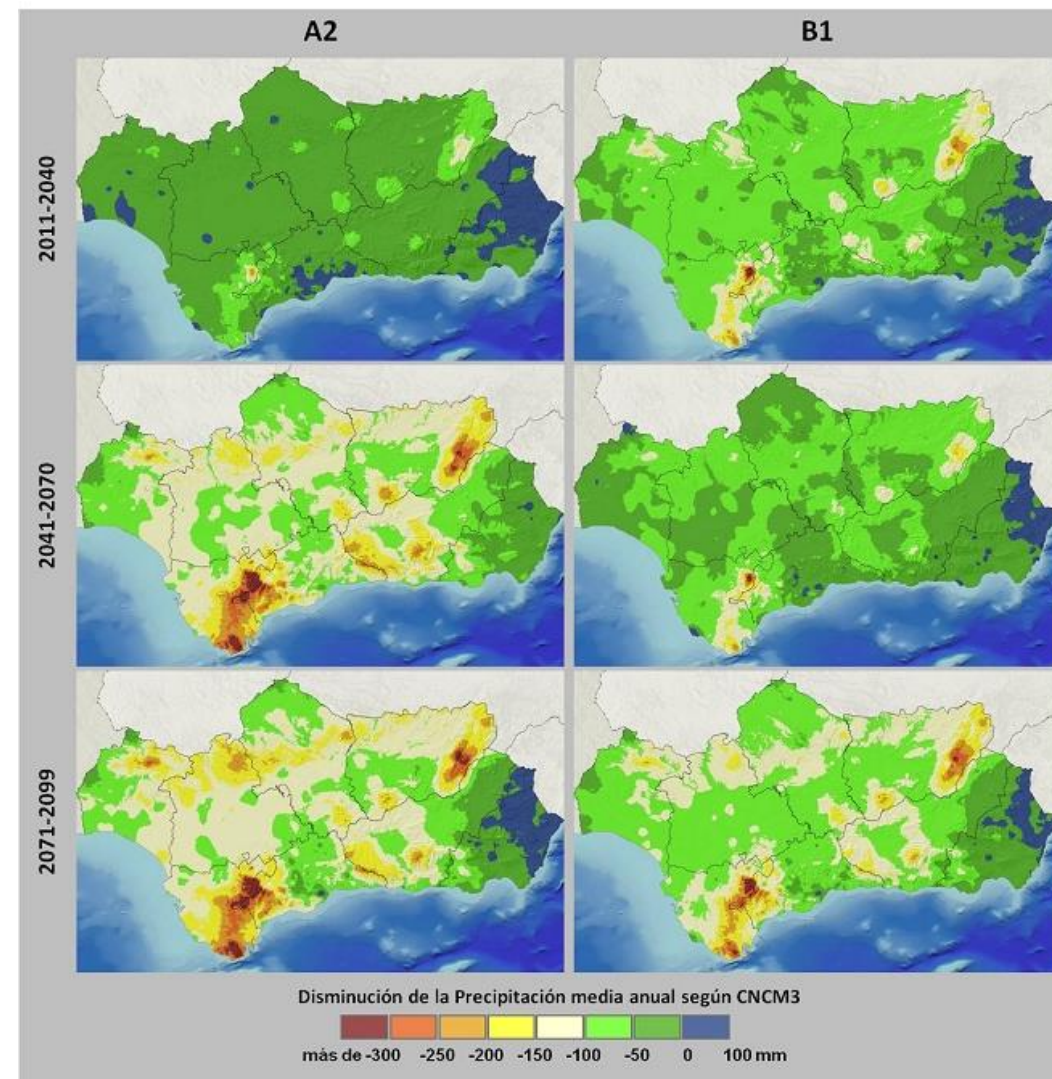 A2 B1
2011-2040
2041-2070
2071-2099
Disminución de la Precipitación media anual según CNCM3
màs de -300 -250 -200 -150 -100 -50 0 100 mm